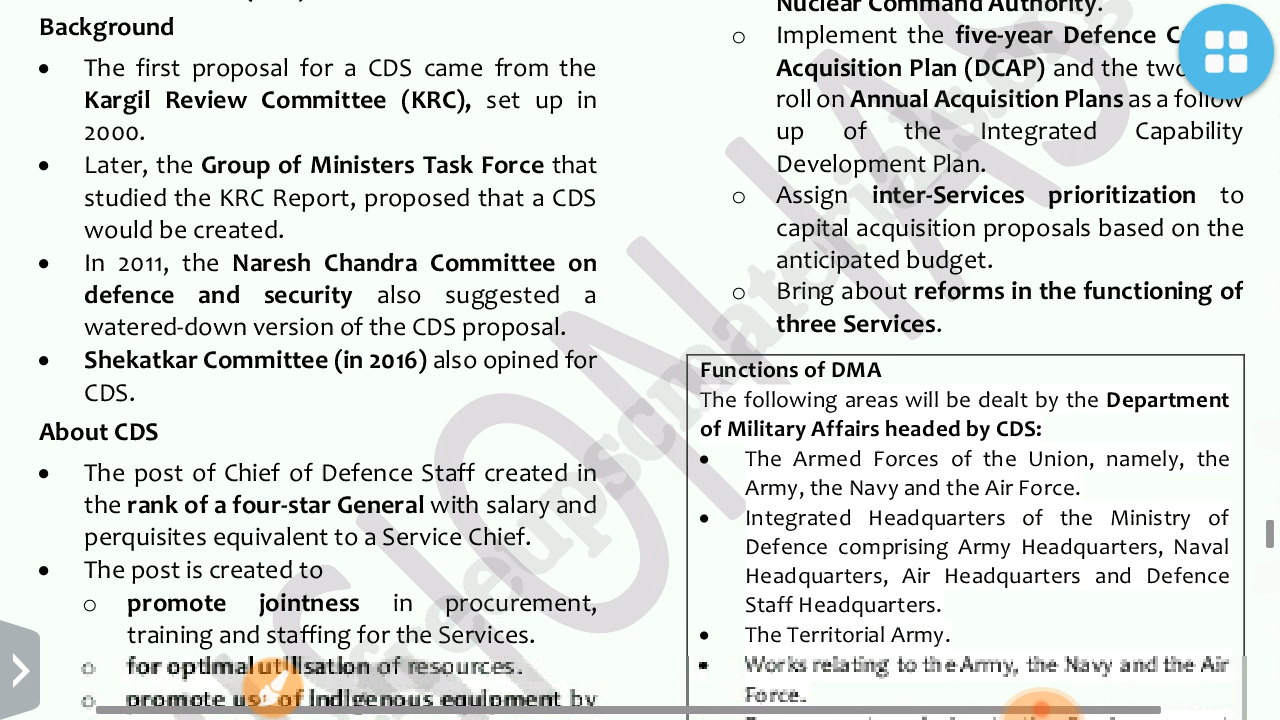 Background
• The first proposal for a CDS came from the
Kargil Review Committee (KRC), set up in
2000.
• Later, the Group of Ministers Task Force that
studied the KRC Report, proposed that a CDS
would be created.
• In 2011, the Naresh Chandra Committee on
defence and security also suggested a
watered-down version of the CDS proposal.
• Shekatkar Committee (in 2016) also opined for
CDS.
About CDS
• The post of Chief of Defence Staff created in
the rank of a four-star General with salary and
perquisites equivalent to a Service Chief.
• The post is created to
o promote jointness in procurement,
training and staffing for the Services.
o for optimal utilisation of resources.
o promote use of indigenous equipment by
Nuclear Command Authority.
o Implement the five-year Defence
Acquisition Plan (DCAP) and the two
roll on Annual Acquisition Plans as a follow
up of the Integrated Capability
Development Plan.
o Assign inter-Services prioritization to
capital acquisition proposals based on the
anticipated budget.
o Bring about reforms in the functioning of
three Services.
Functions of DMA
The following areas will be dealt by the Department
of Military Affairs headed by CDS:
• The Armed Forces of the Union, namely, the
Army, the Navy and the Air Force.
• Integrated Headquarters of the Ministry of
Defence comprising Army Headquarters, Naval
Headquarters, Air Headquarters and Defence
Staff Headquarters.
• The Territorial Army.
• Works relating to the Army, the Navy and the Air
Force.